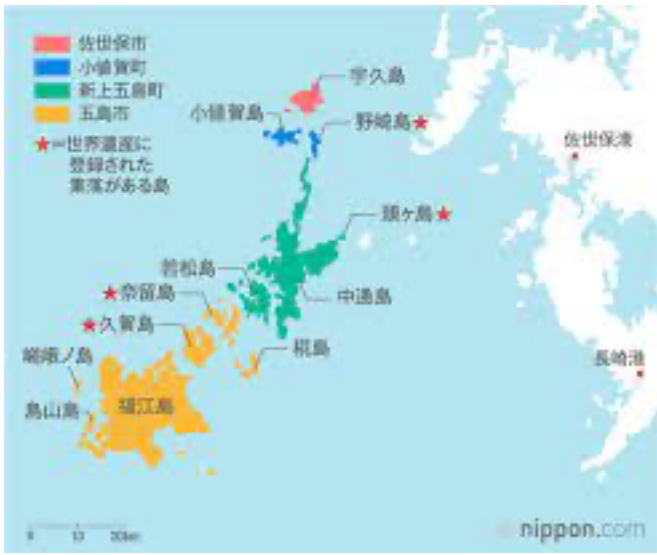 佐世保市
小値賀町
新上五島町
五島市
★=世界遺産に
登録された
集落がある島
宇久島
小値賀島
野崎島★
佐世保港
頭ヶ島★
若松島
中通島
★奈留島
★久賀島
椛島
嵯峨ノ島
長崎港
島山島
福江島
0
20km
nippon.com